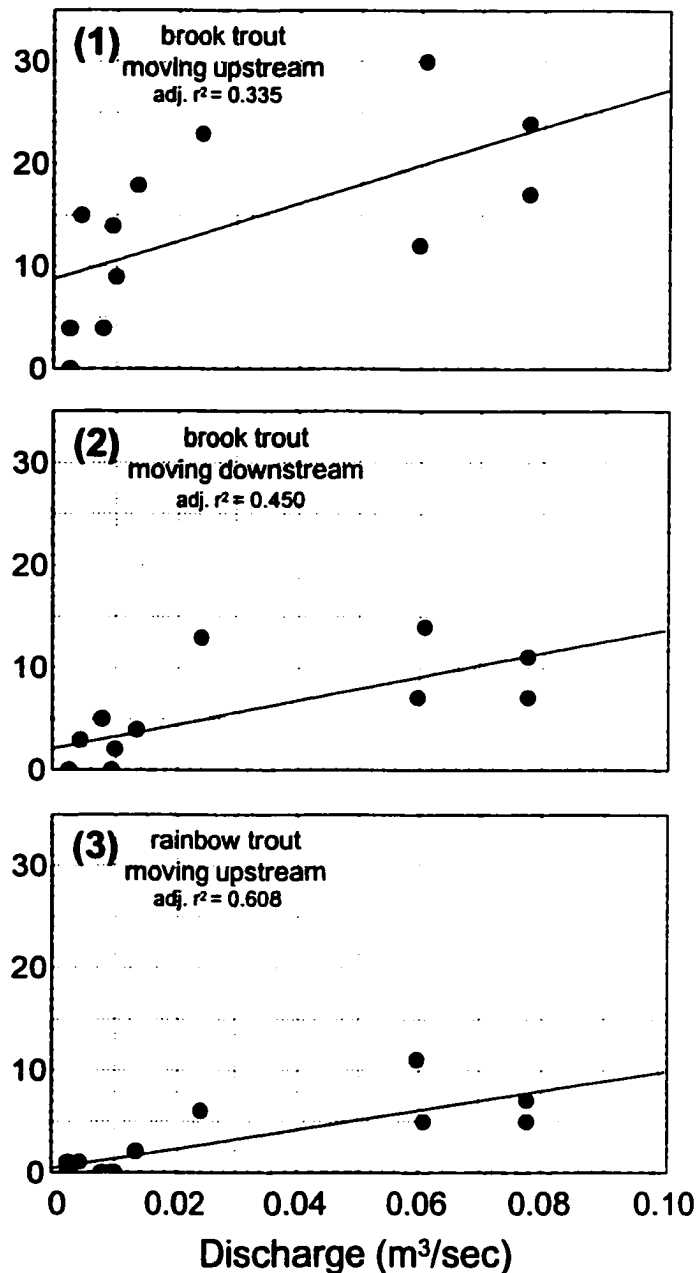 (1) brook trout
moving upstream
adj. r² = 0.335
30
20
10
0
(2) brook trout
moving downstream
adj. r² = 0.450
30
20
10
0
(3) rainbow trout
moving upstream
adj. r² = 0.608
30
20
10
0
0 0.02 0.04 0.06 0.08 0.10
Discharge (m³/sec)